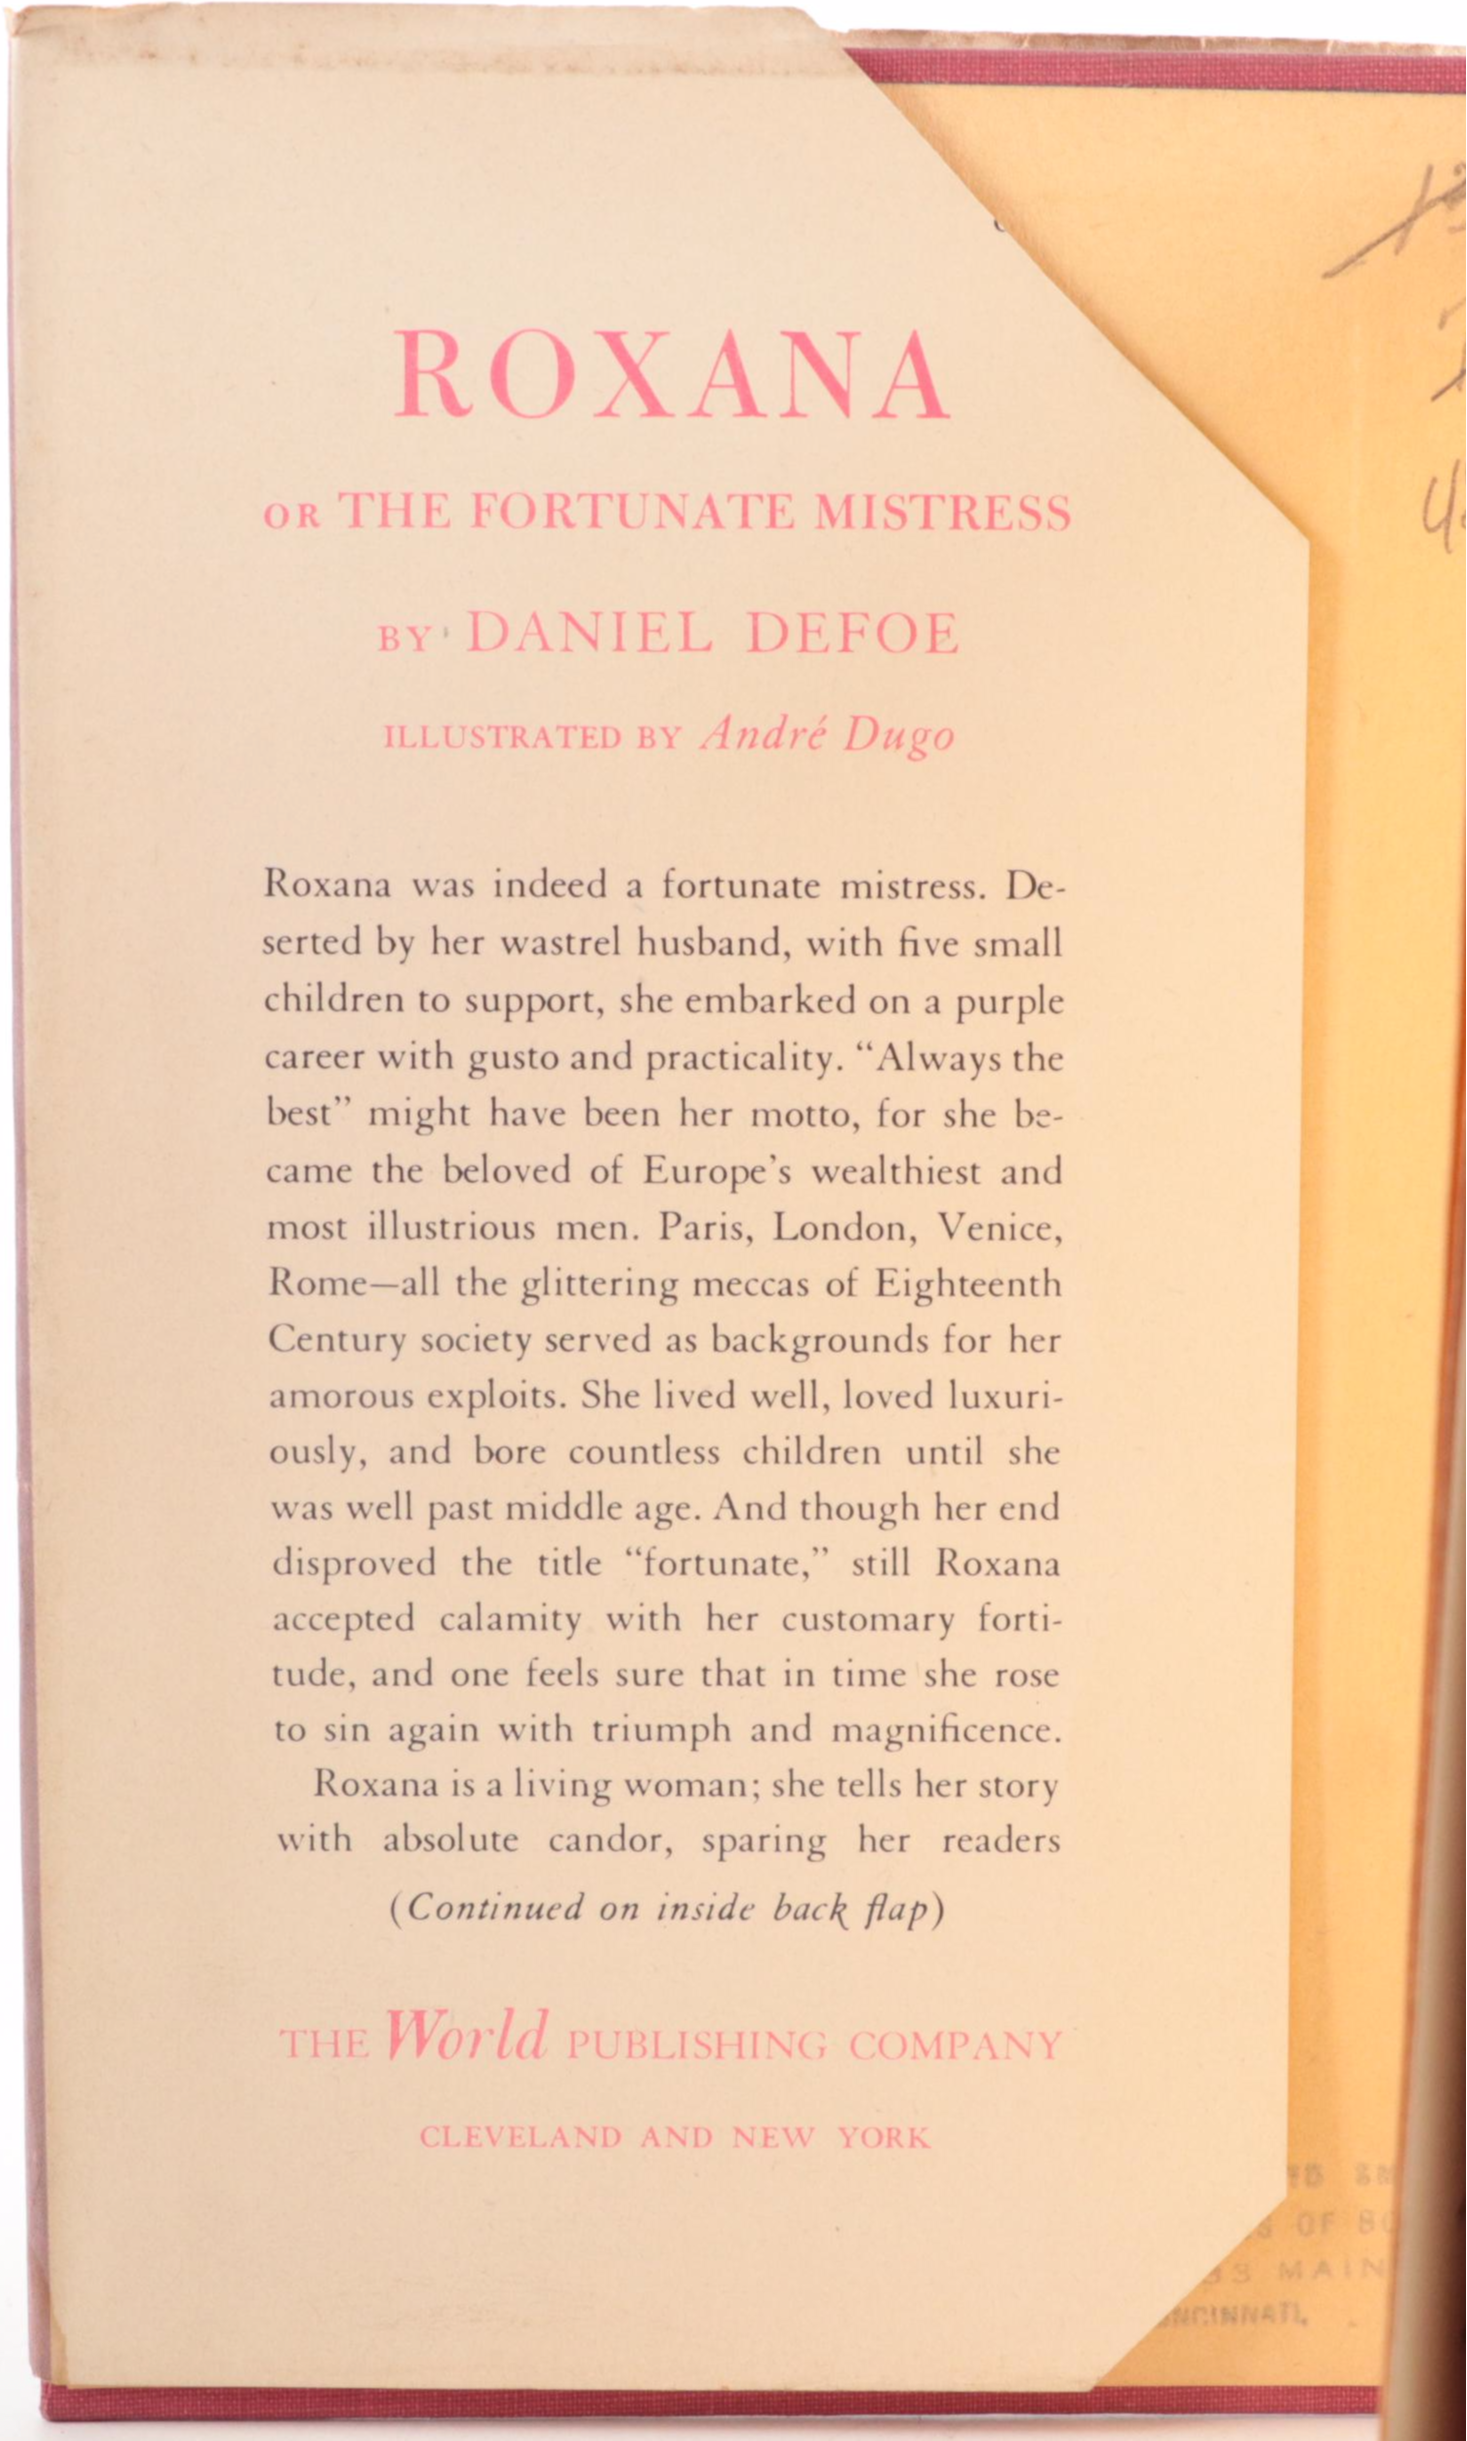 ROXANA
OR THE FORTUNATE MISTRESS
BY DANIEL DEFOE
ILLUSTRATED BY André Dugo
Roxana was indeed a fortunate mistress. De-
serted by her wastrel husband, with five small
children to support, she embarked on a purple
career with gusto and practicality. “Always the
best” might have been her motto, for she be-
came the beloved of Europe’s wealthiest and
most illustrious men. Paris, London, Venice,
Rome—all the glittering meccas of Eighteenth
Century society served as backgrounds for her
amorous exploits. She lived well, loved luxuri-
ously, and bore countless children until she
was well past middle age. And though her end
disproved the title “fortunate,” still Roxana
accepted calamity with her customary forti-
tude, and one feels sure that in time she rose
to sin again with triumph and magnificence.
Roxana is a living woman; she tells her story
with absolute candor, sparing her readers
(Continued on inside back flap)
THE World PUBLISHING COMPANY
CLEVELAND AND NEW YORK
OF
MAIN